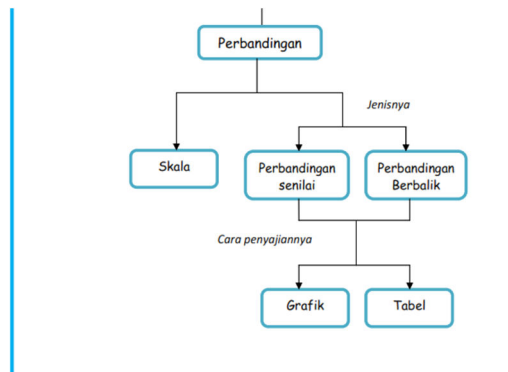 Perbandingan
Jenisnya
Skala
Perbandingan
senilai
Perbandingan
Berbalik
Cara penyajiannya
Grafik
Tabel